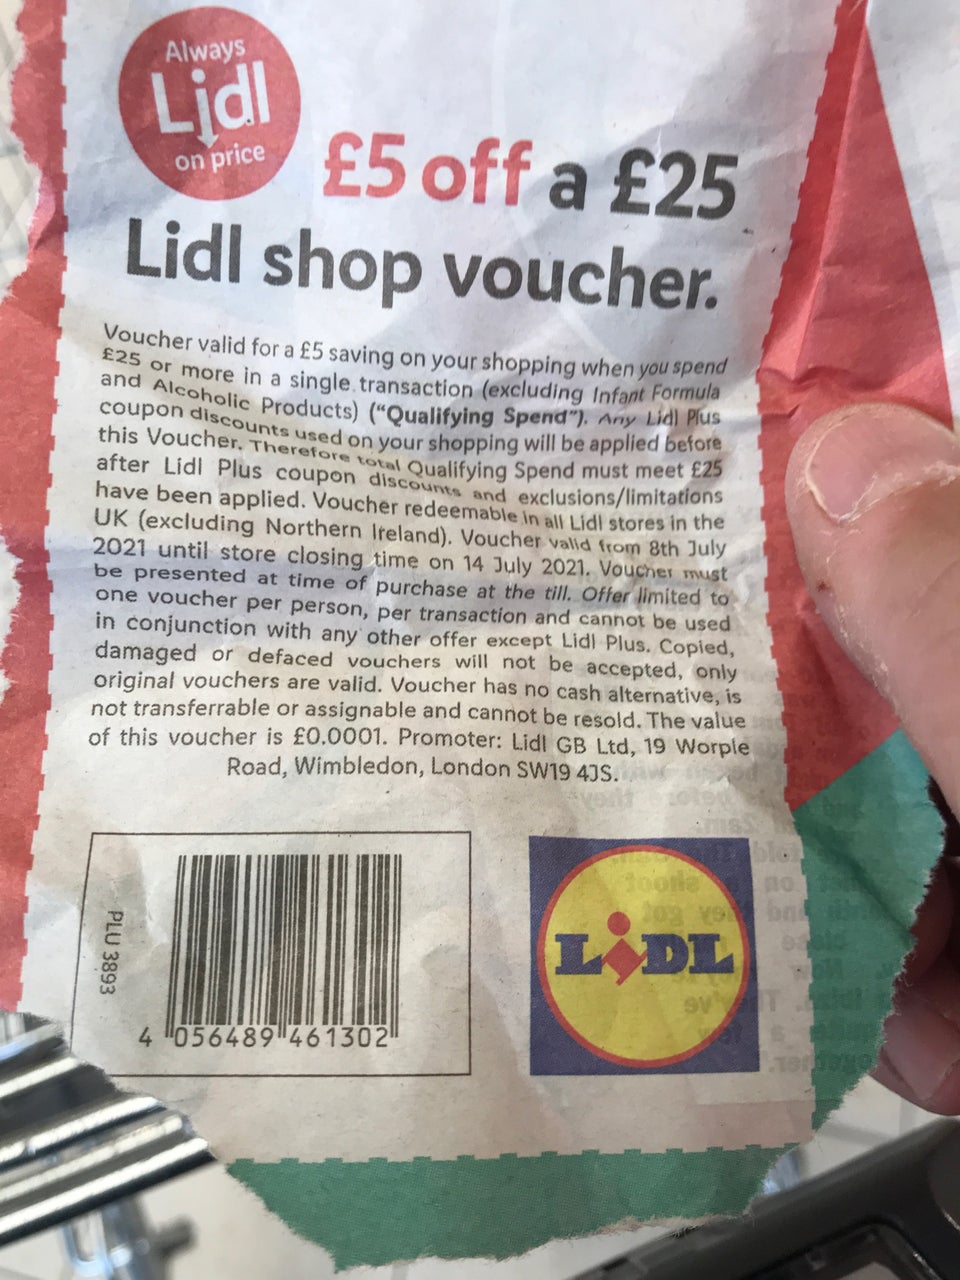 Always
Lidl
on price
£5 off a £25
Lidl shop voucher.
Voucher valid for a £5 saving on your shopping when you spend
£25 or more in a single transaction (excluding Infant Formula
and Alcoholic Products) ("Qualifying Spend"). Any Lidl Plus
coupon discounts used on your shopping will be applied before
this Voucher. Therefore total Qualifying Spend must meet £25
after Lidl Plus coupon discounts and exclusions/limitations
have been applied. Voucher redeemable in all Lidl stores in the
UK (excluding Northern Ireland). Voucher valid from 8th July
2021 until store closing time on 14 July 2021. Voucher must
be presented at time of purchase at the till. Offer limited to
one voucher per person, per transaction and cannot be used
in conjunction with any other offer except Lidl Plus. Copied,
damaged or defaced vouchers will not be accepted, only
original vouchers are valid. Voucher has no cash alternative, is
not transferrable or assignable and cannot be resold. The value
of this voucher is £0.0001. Promoter: Lidl GB Ltd, 19 Worple
Road, Wimbledon, London SW19 4JS.
PLU 3893
4 056489 461302
LiDL